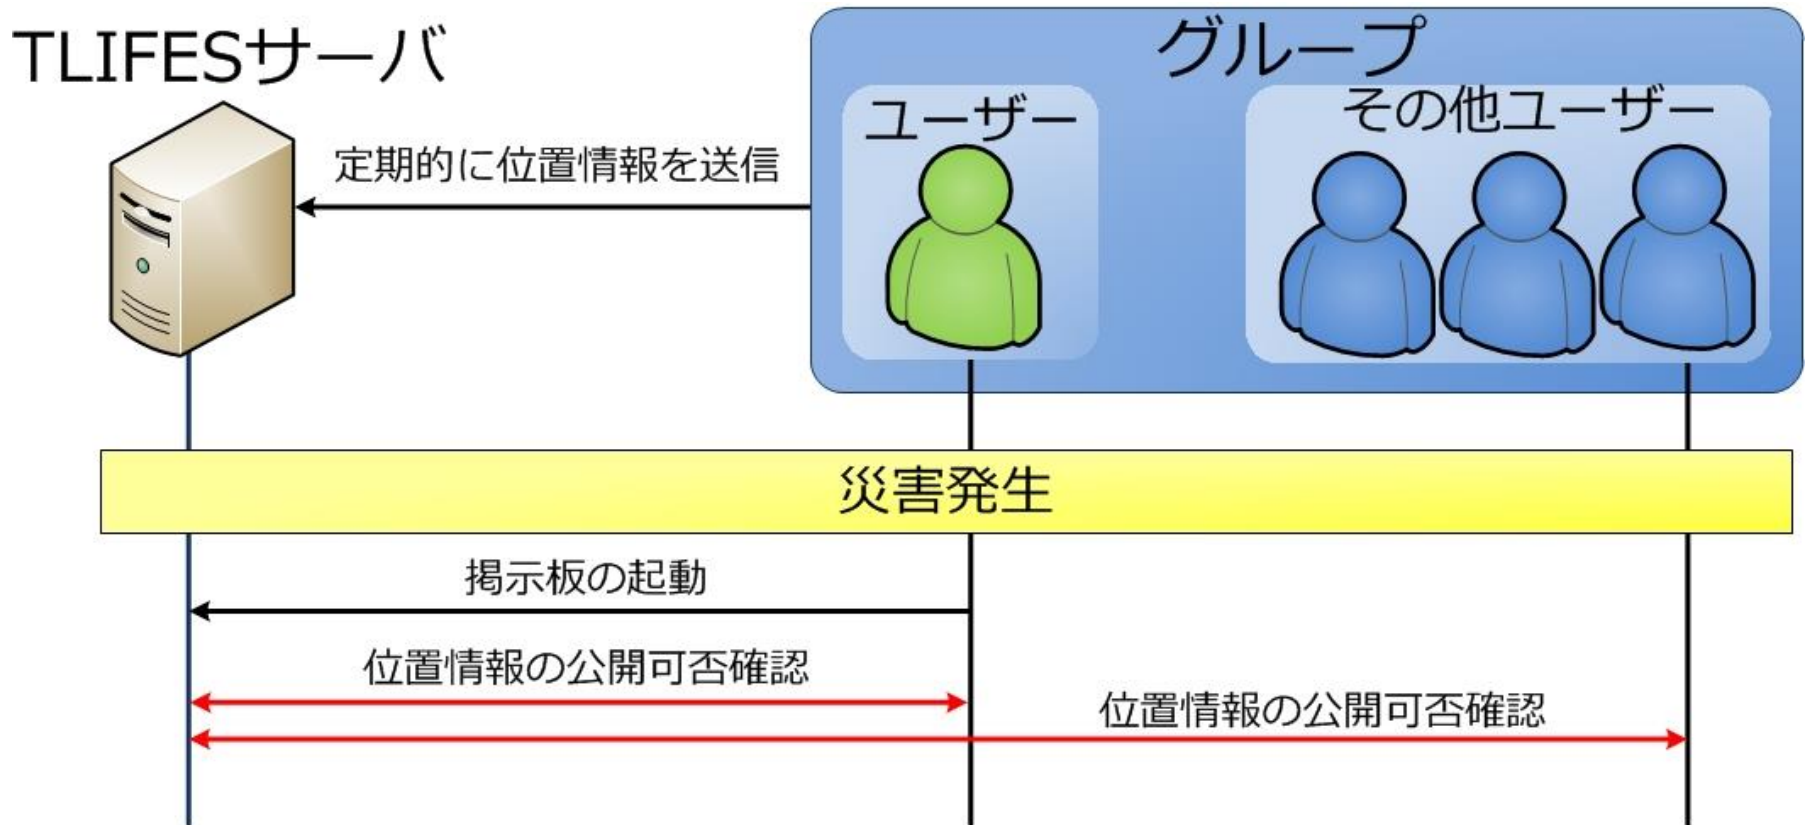 TLIFESサーバ
グループ
ユーザー
その他ユーザー
定期的に位置情報を送信
災害発生
掲示板の起動
位置情報の公開可否確認
位置情報の公開可否確認